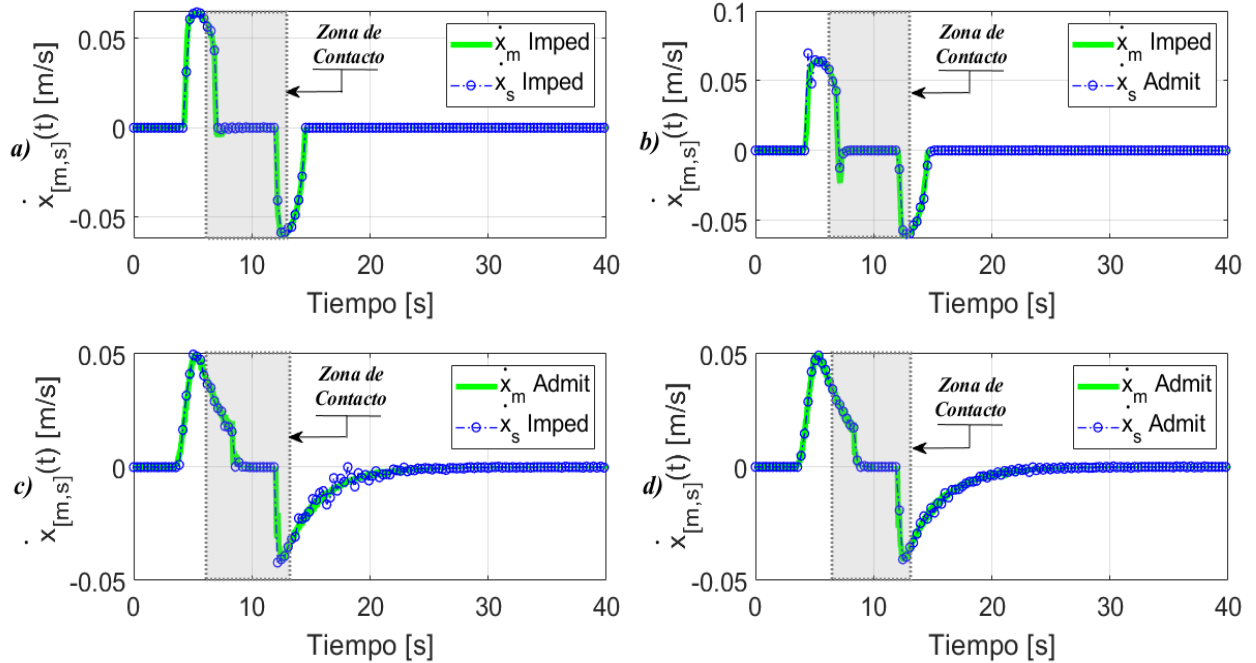 a)
ẋ[m,s](t) [m/s]
0.05
0
-0.05
0 10 20 30 40
Tiempo [s]
Zona de
Contacto
ẋm Imped
ẋs Imped
b)
ẋ[m,s](t) [m/s]
0.1
0.05
0
-0.05
0 10 20 30 40
Tiempo [s]
Zona de
Contacto
ẋm Imped
ẋs Admit
c)
ẋ[m,s](t) [m/s]
0.05
0
-0.05
0 10 20 30 40
Tiempo [s]
Zona de
Contacto
ẋm Admit
ẋs Imped
d)
ẋ[m,s](t) [m/s]
0.05
0
-0.05
0 10 20 30 40
Tiempo [s]
Zona de
Contacto
ẋm Admit
ẋs Admit